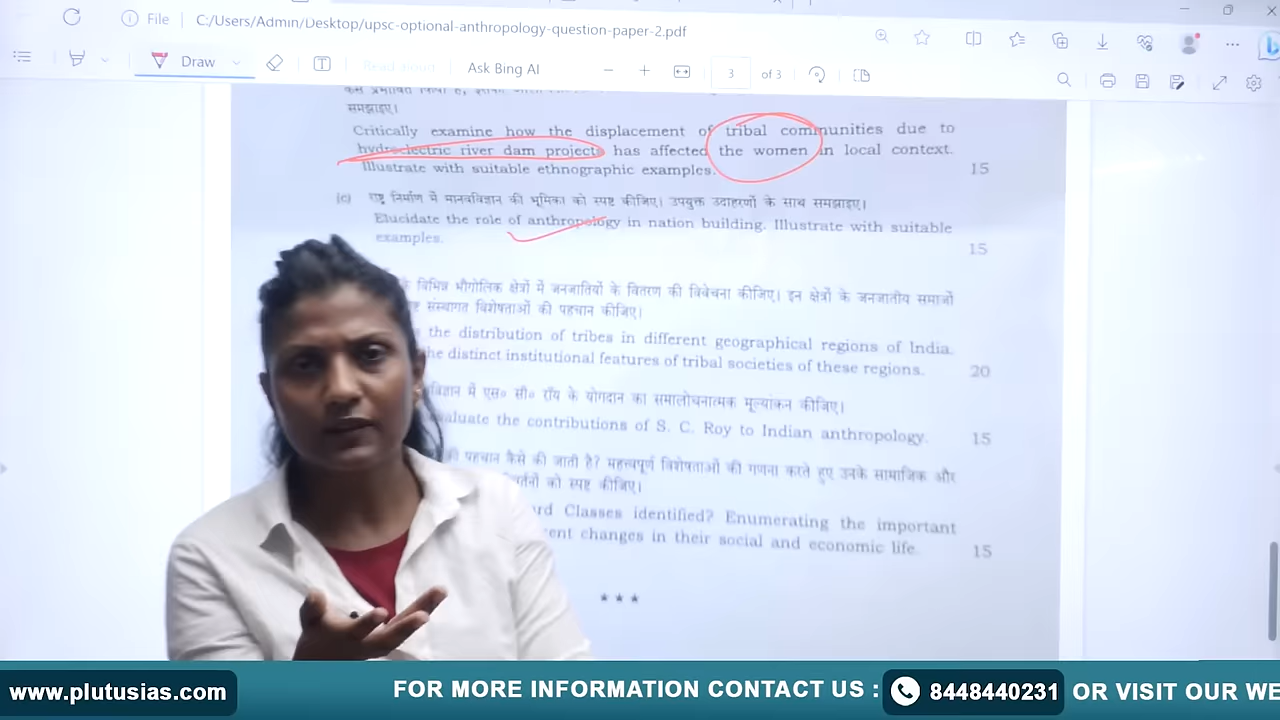 File C:/Users/Admin/Desktop/upsc-optional-anthropology-question-paper-2.pdf
Draw Read aloud Ask Bing AI 3 of 3
समझाइए।
Critically examine how the displacement of tribal communities due to
hydroelectric river dam projects has affected the women in local context.
Illustrate with suitable ethnographic examples. 15
(c) राष्ट्र निर्माण में मानवविज्ञान की भूमिका को स्पष्ट कीजिए। उपयुक्त उदाहरणों के साथ समझाइए।
Elucidate the role of anthropology in nation building. Illustrate with suitable
examples. 15
के विभिन्न भौगोलिक क्षेत्रों में जनजातियों के वितरण की विवेचना कीजिए। इन क्षेत्रों के जनजातीय समाजों
संस्थागत विशेषताओं की पहचान कीजिए।
the distribution of tribes in different geographical regions of India.
the distinct institutional features of tribal societies of these regions. 20
में एस० सी० रॉय के योगदान का समालोचनात्मक मूल्यांकन कीजिए।
the contributions of S. C. Roy to Indian anthropology. 15
की पहचान कैसे की जाती है? महत्त्वपूर्ण विशेषताओं की गणना करते हुए उनके सामाजिक और
को स्पष्ट कीजिए।
Classes identified? Enumerating the important
changes in their social and economic life. 15
***
www.plutusias.com FOR MORE INFORMATION CONTACT US : 8448440231 OR VISIT OUR WE